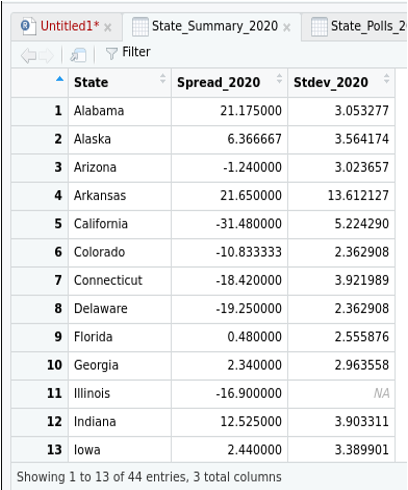 Untitled1* × State_Summary_2020 × State_Polls_2
Filter
State Spread_2020 Stdev_2020
1 Alabama 21.175000 3.053277
2 Alaska 6.366667 3.564174
3 Arizona -1.240000 3.023657
4 Arkansas 21.650000 13.612127
5 California -31.480000 5.224290
6 Colorado -10.833333 2.362908
7 Connecticut -18.420000 3.921989
8 Delaware -19.250000 2.362908
9 Florida 0.480000 2.555876
10 Georgia 2.340000 2.963558
11 Illinois -16.900000 NA
12 Indiana 12.525000 3.903311
13 Iowa 2.440000 3.389901
Showing 1 to 13 of 44 entries, 3 total columns